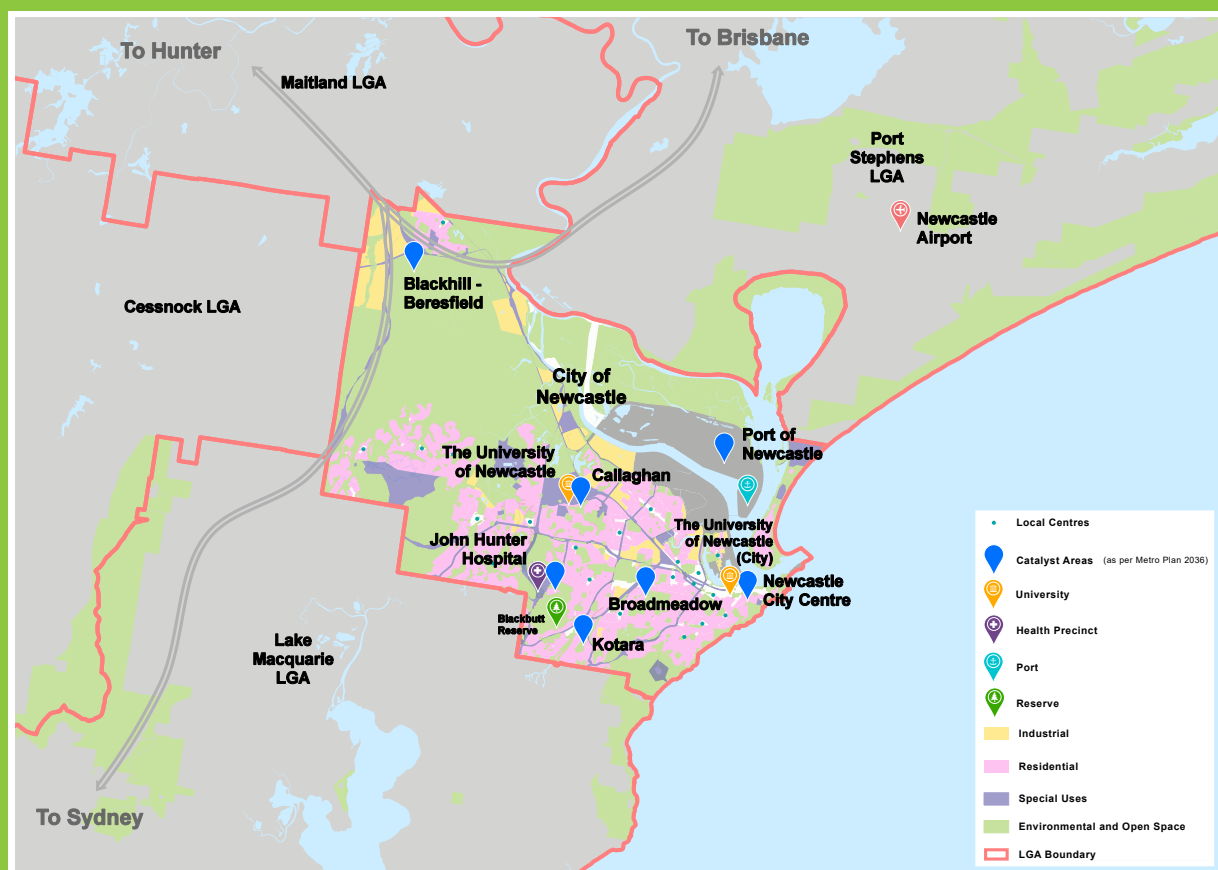 To Hunter
To Brisbane
Maitland LGA
Port
Stephens
LGA
Newcastle
Airport
Blackhill -
Beresfield
Cessnock LGA
City of
Newcastle
Port of
Newcastle
The University
of Newcastle
Callaghan
The University
of Newcastle
(City)
John Hunter
Hospital
Newcastle
City Centre
Broadmeadow
Blackbutt
Reserve
Kotara
Lake
Macquarie
LGA
To Sydney
Local Centres
Catalyst Areas (as per Metro Plan 2036)
University
Health Precinct
Port
Reserve
Industrial
Residential
Special Uses
Environmental and Open Space
LGA Boundary